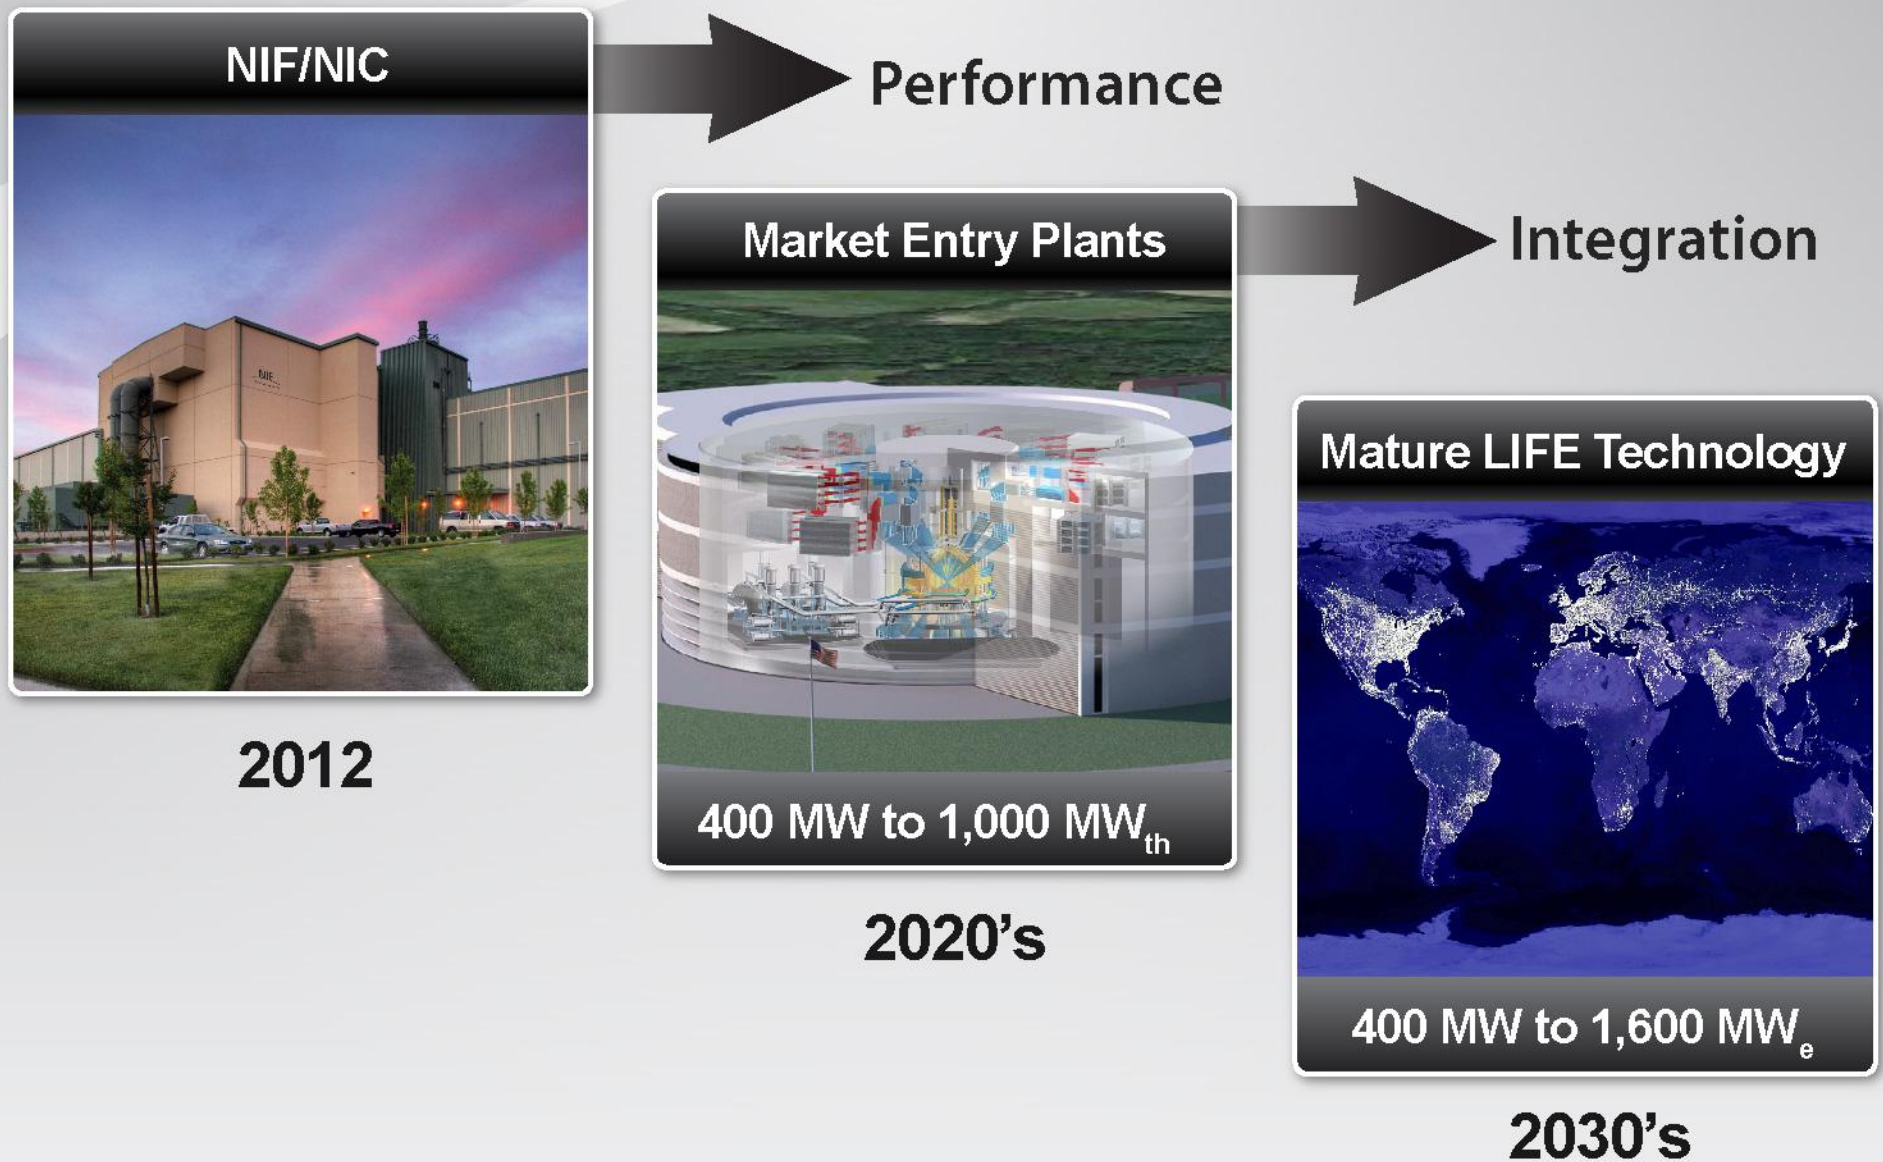 NIF/NIC
Performance
2012
Market Entry Plants
Integration
400 MW to 1,000 MWth
2020's
Mature LIFE Technology
400 MW to 1,600 MWe
2030's